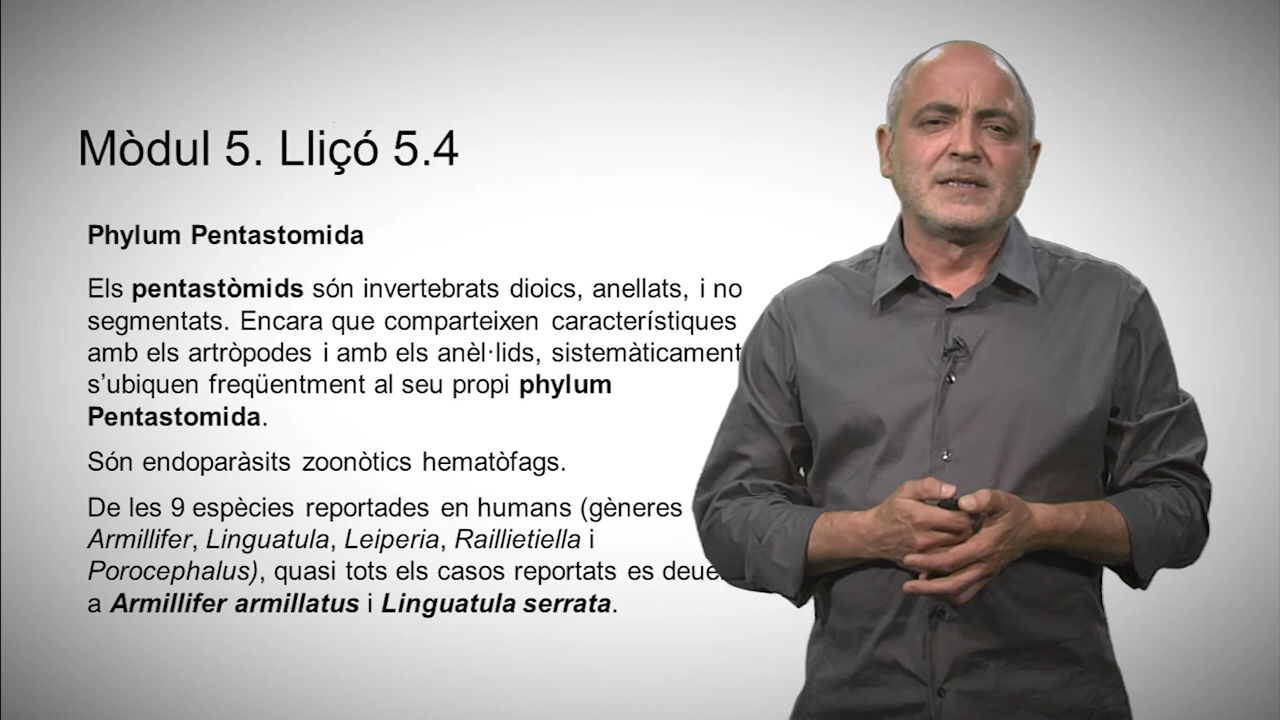 Mòdul 5. Lliçó 5.4
Phylum Pentastomida
Els pentastòmids són invertebrats dioics, anellats, i no
segmentats. Encara que comparteixen característiques
amb els artròpodes i amb els anèl·lids, sistemàticament
s’ubiquen freqüentment al seu propi phylum
Pentastomida.
Són endoparàsits zoonòtics hematòfags.
De les 9 espècies reportades en humans (gèneres
Armillifer, Linguatula, Leiperia, Raillietiella i
Porocephalus), quasi tots els casos reportats es
a Armillifer armillatus i Linguatula serrata.